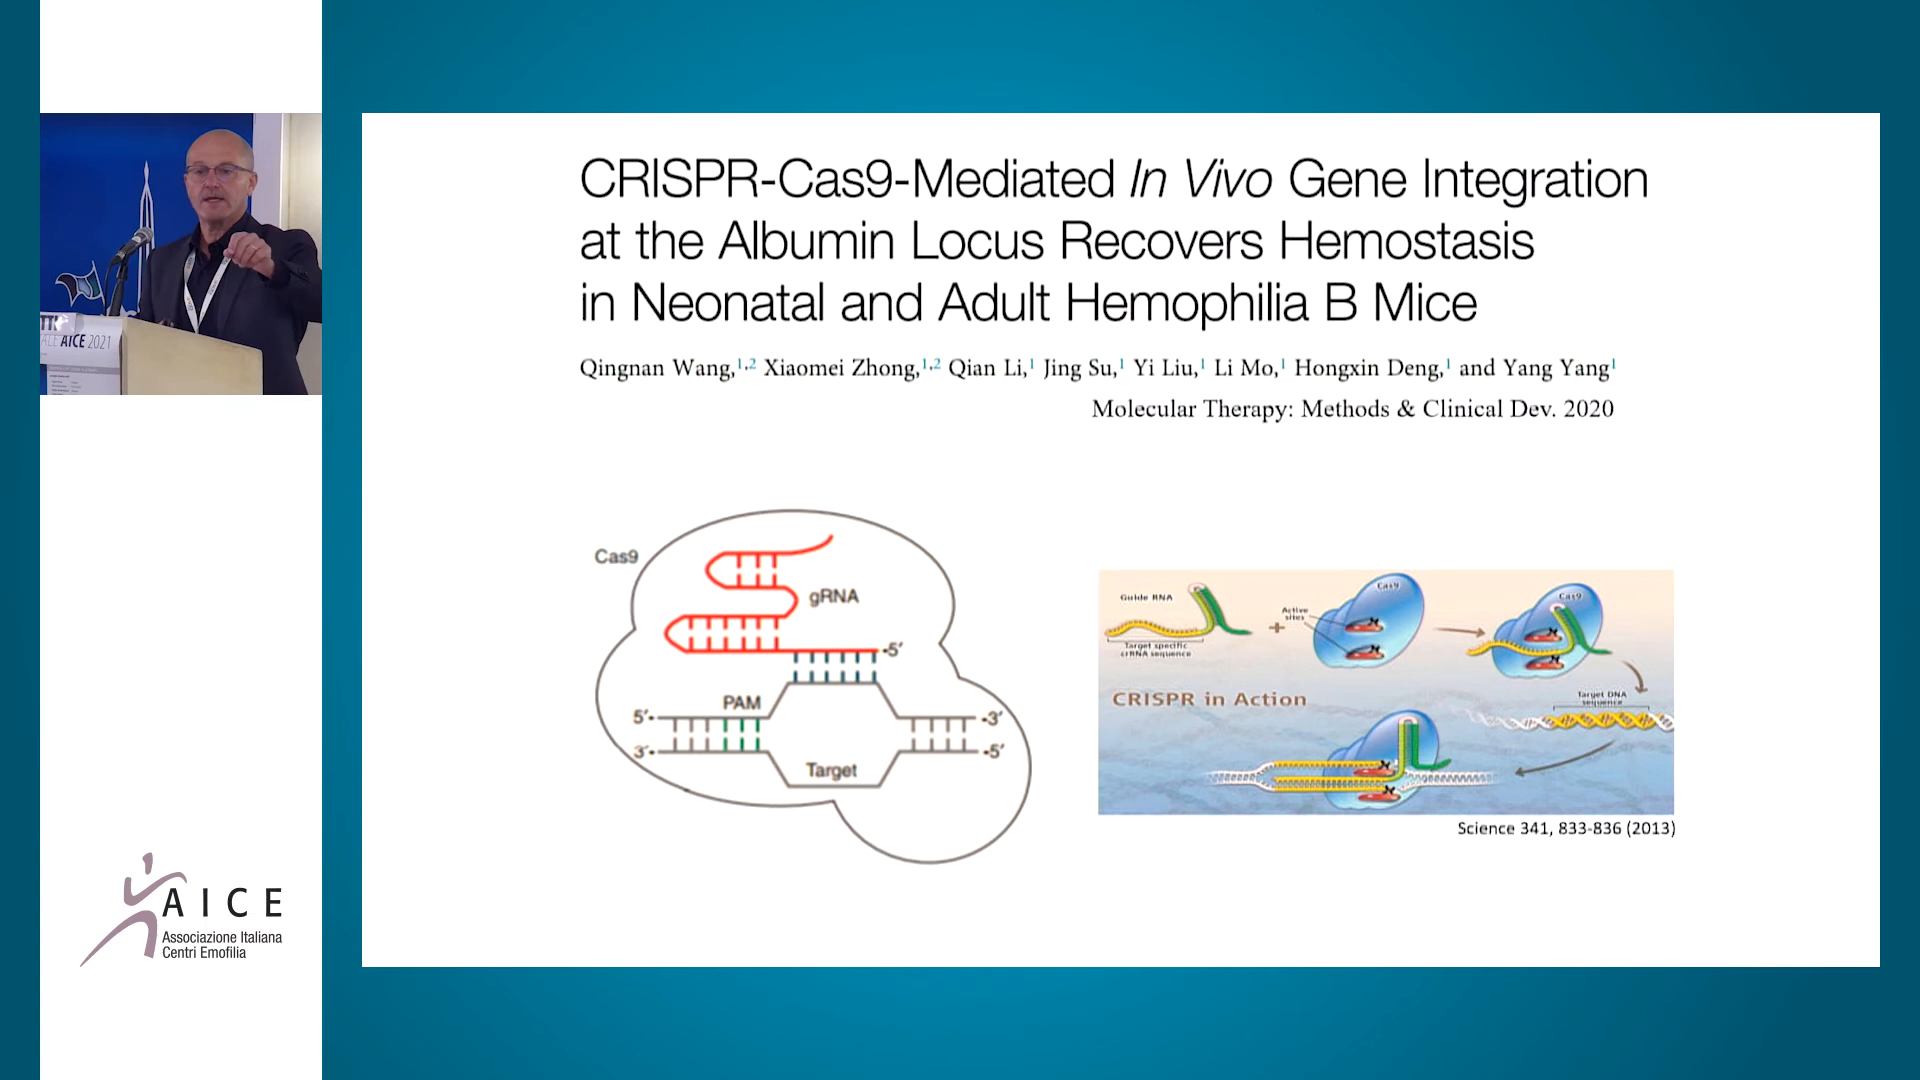 CRISPR-Cas9-Mediated In Vivo Gene Integration
at the Albumin Locus Recovers Hemostasis
in Neonatal and Adult Hemophilia B Mice
Qingnan Wang,1,2 Xiaomei Zhong,1,2 Qian Li,1 Jing Su,1 Yi Liu,1 Li Mo,1 Hongxin Deng,1 and Yang Yang1
Molecular Therapy: Methods & Clinical Dev. 2020
Cas9
gRNA
-5′
PAM
5′-
-3′
3′-
-5′
Target
Guide RNA
Target specific
crRNA sequence
+
Active
sites
Cas9
Cas9
CRISPR in Action
Target DNA
sequence
Science 341, 833-836 (2013)
AICE 2021
AICE
Associazione Italiana
Centri Emofilia